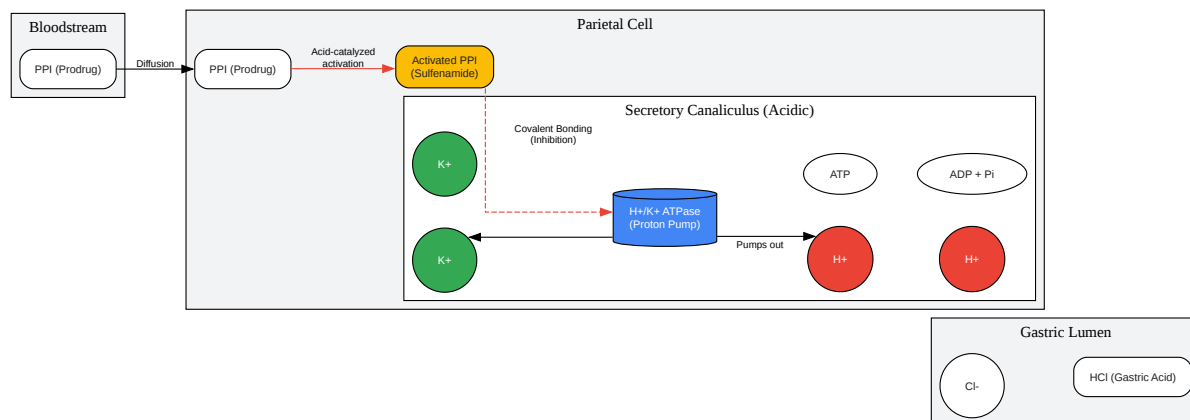 Bloodstream
PPI (Prodrug)
Diffusion
Parietal Cell
PPI (Prodrug)
Acid-catalyzed
activation
Activated PPI
(Sulfenamide)
Secretory Canaliculus (Acidic)
Covalent Bonding
(Inhibition)
K+
ATP
ADP + Pi
H+/K+ ATPase
(Proton Pump)
Pumps out
K+
H+
H+
Gastric Lumen
Cl-
HCl (Gastric Acid)